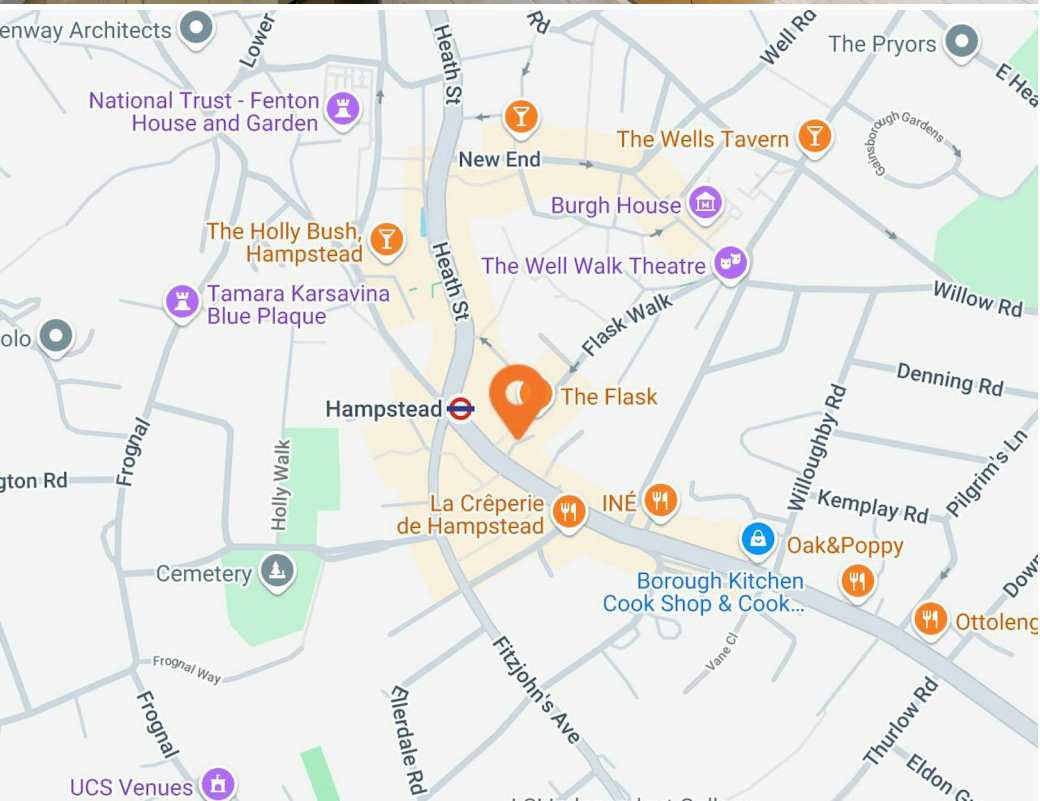 enway Architects
Lower
Heath St
Rd
Well Rd
The Pryors
E Hea
National Trust - Fenton
House and Garden
New End
The Wells Tavern
Gainsborough Gardens
Burgh House
The Holly Bush,
Hampstead
The Well Walk Theatre
Heath St
Tamara Karsavina
Blue Plaque
Willow Rd
olo
Flask Walk
Denning Rd
The Flask
Hampstead
Frognal
Holly Walk
Willoughby Rd
Pilgrim's Ln
gton Rd
La Crêperie
de Hampstead
INÉ
Kemplay Rd
Oak&Poppy
Cemetery
Borough Kitchen
Cook Shop & Cook...
Down
Ottoleng
Frognal Way
Vane Cl
Fitzjohn's Ave
Frognal
Ellerdale Rd
Thurlow Rd
Eldon G
UCS Venues